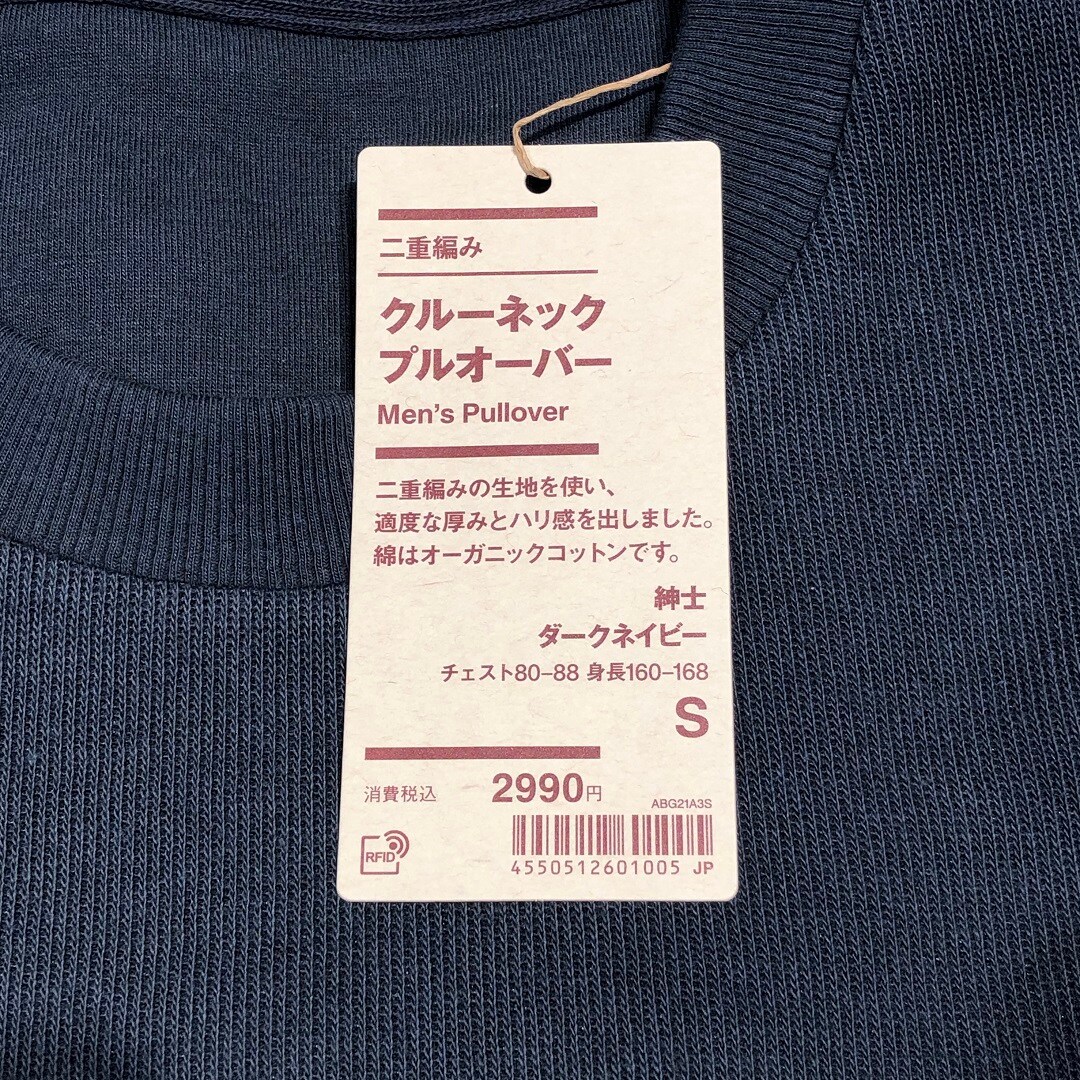 二重編み
クルーネック
プルオーバー
Men's Pullover
二重編みの生地を使い、
適度な厚みとハリ感を出しました。
綿はオーガニックコットンです。
紳士
ダークネイビー
チェスト80–88 身長160–168
S
消費税込 2990円
ABG21A3S
RFID
4550512601005 JP